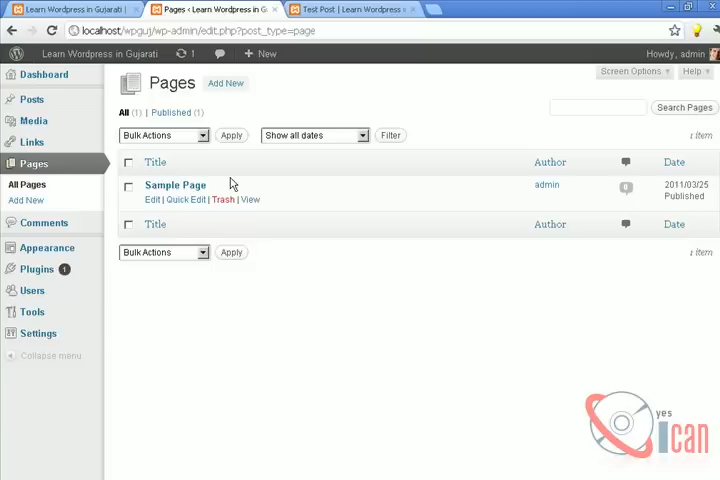 Learn Wordpress in Gujarati
Pages ‹ Learn Wordpress in G
Test Post | Learn Wordpress in
localhost/wpguj/wp-admin/edit.php?post_type=page
Learn Wordpress in Gujarati
1
New
Howdy, admin
Screen Options
Help
Dashboard
Posts
Media
Links
Pages
All Pages
Add New
Comments
Appearance
Plugins 1
Users
Tools
Settings
Collapse menu
Pages
Add New
All (1) | Published (1)
Search Pages
Bulk Actions
Apply
Show all dates
Filter
1 item
Title
Author
Date
Sample Page
admin
0
2011/03/25
Published
Edit | Quick Edit | Trash | View
Title
Author
Date
Bulk Actions
Apply
1 item
yes
ican